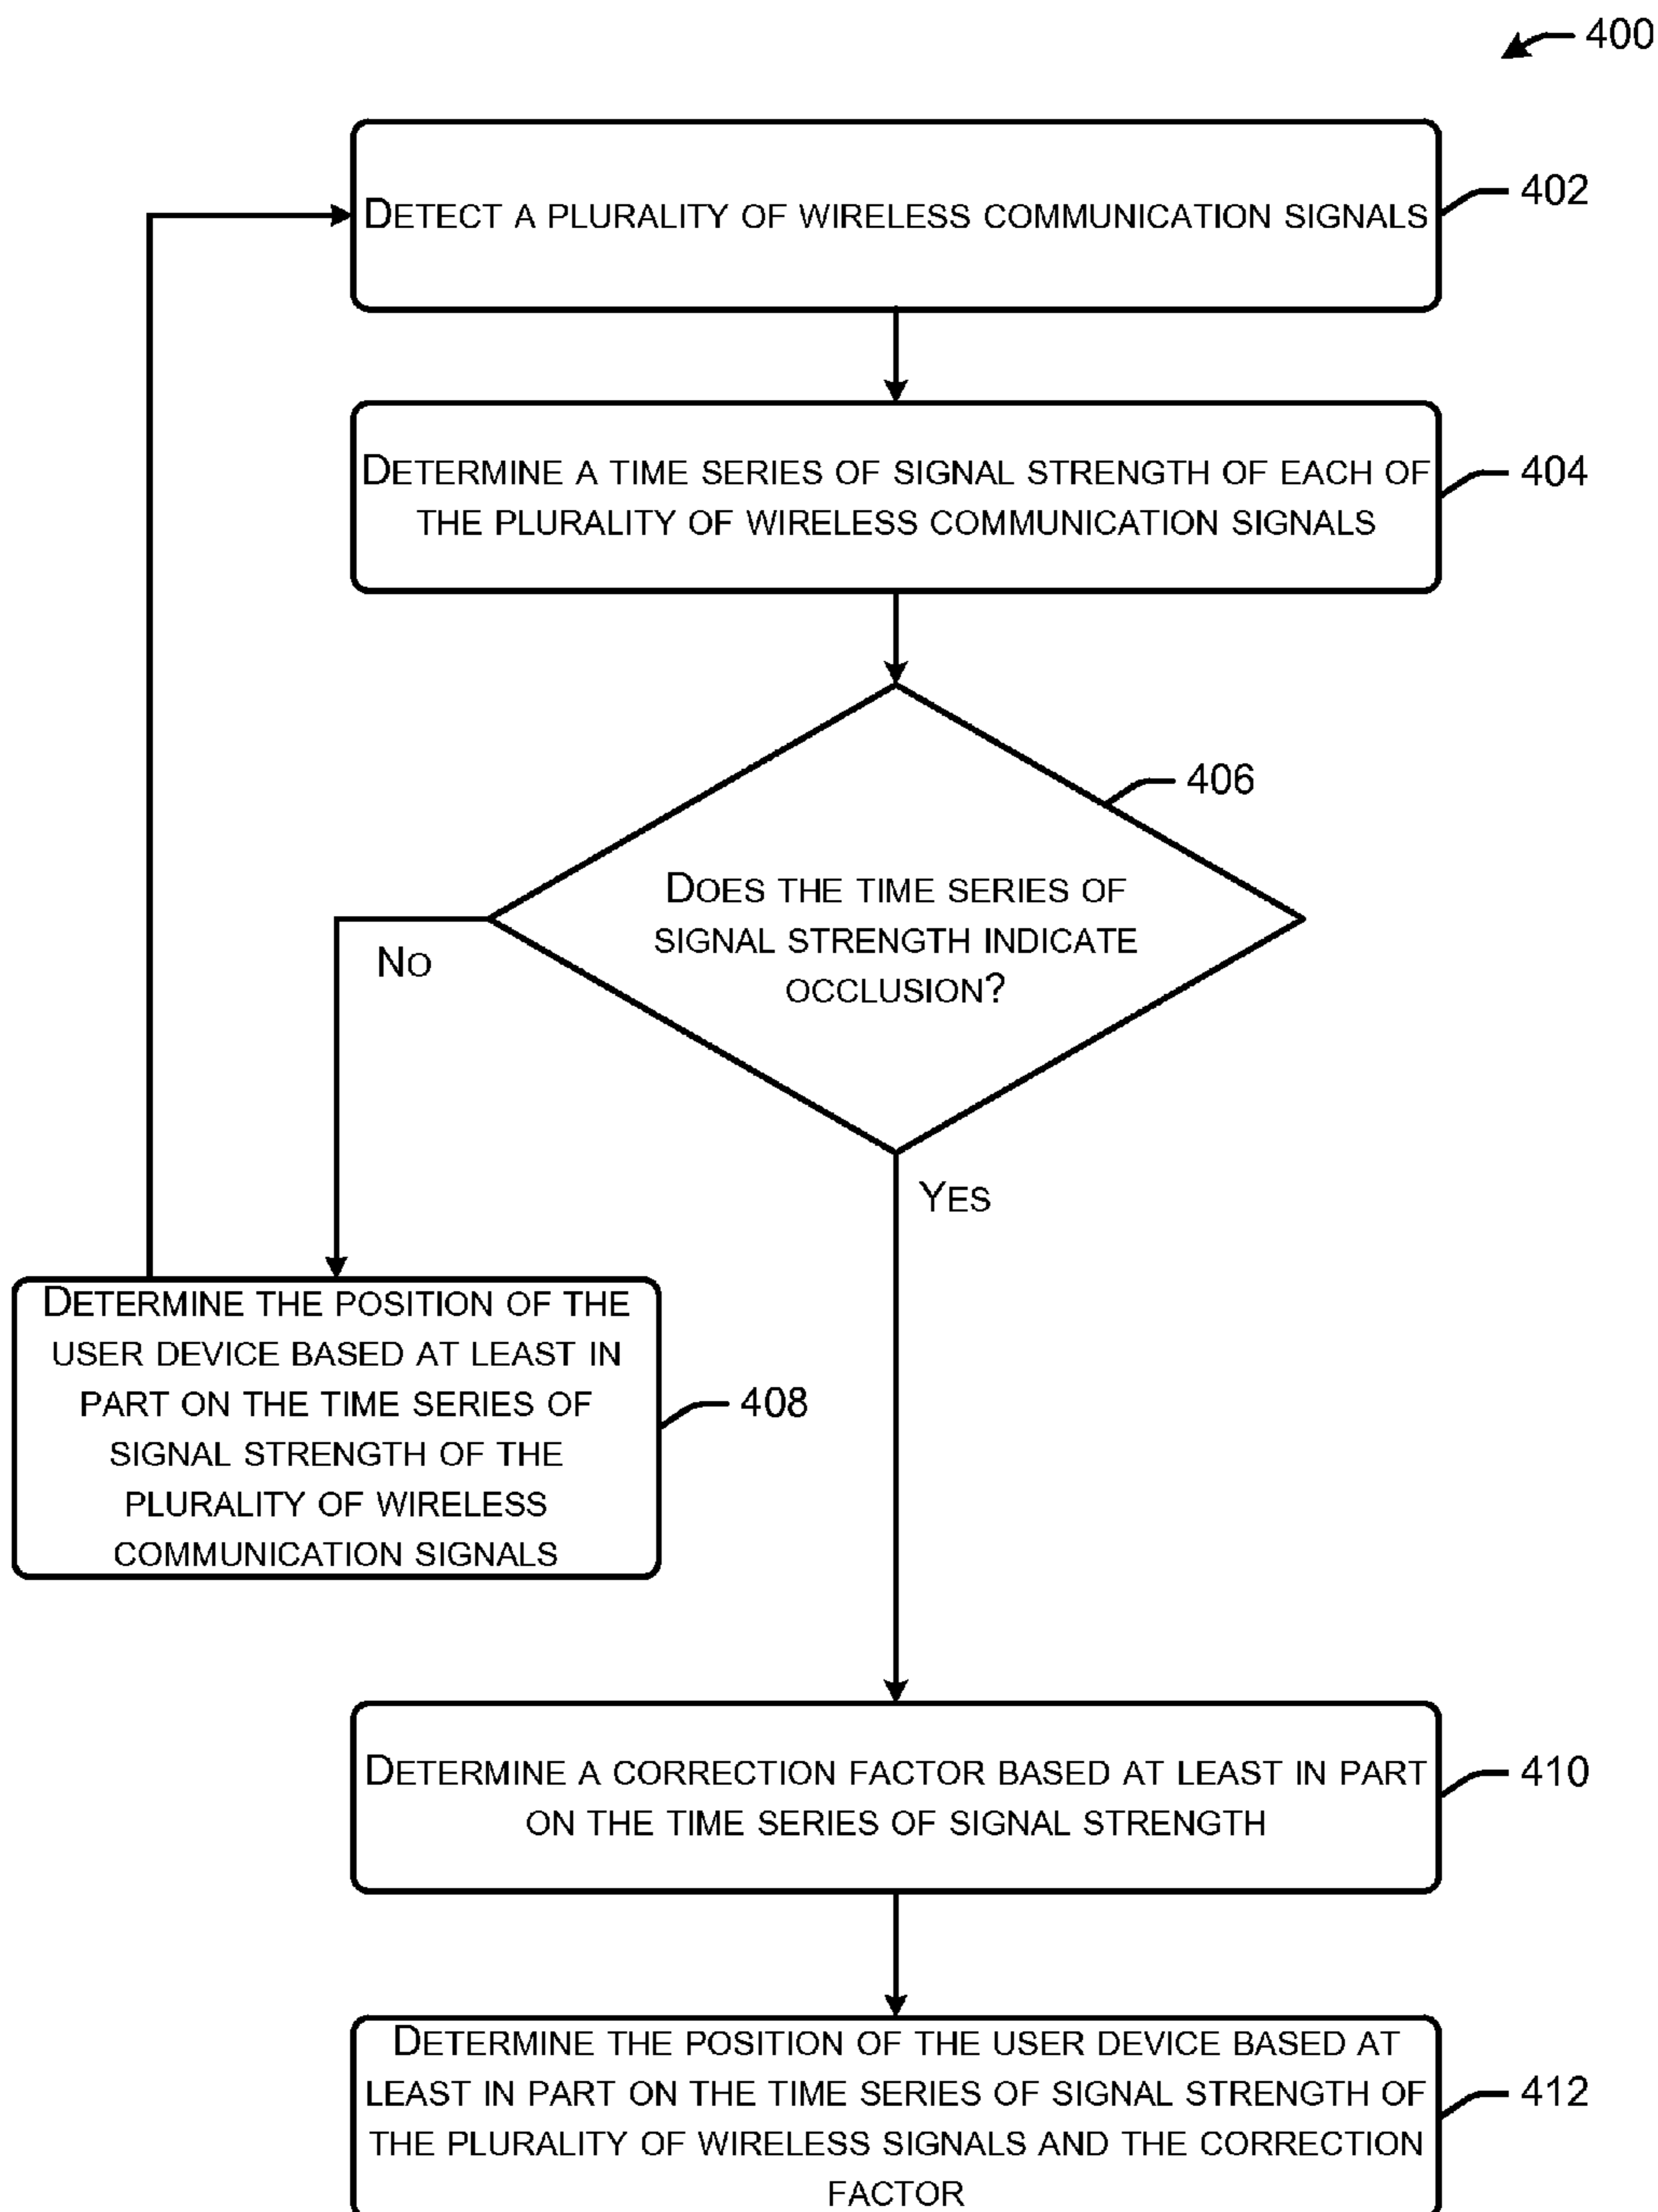 400
DETECT A PLURALITY OF WIRELESS COMMUNICATION SIGNALS
402
DETERMINE A TIME SERIES OF SIGNAL STRENGTH OF EACH OF
THE PLURALITY OF WIRELESS COMMUNICATION SIGNALS
404
406
DOES THE TIME SERIES OF
SIGNAL STRENGTH INDICATE
OCCLUSION?
NO
YES
DETERMINE THE POSITION OF THE
USER DEVICE BASED AT LEAST IN
PART ON THE TIME SERIES OF
SIGNAL STRENGTH OF THE
PLURALITY OF WIRELESS
COMMUNICATION SIGNALS
408
DETERMINE A CORRECTION FACTOR BASED AT LEAST IN PART
ON THE TIME SERIES OF SIGNAL STRENGTH
410
DETERMINE THE POSITION OF THE USER DEVICE BASED AT
LEAST IN PART ON THE TIME SERIES OF SIGNAL STRENGTH OF
THE PLURALITY OF WIRELESS SIGNALS AND THE CORRECTION
FACTOR
412